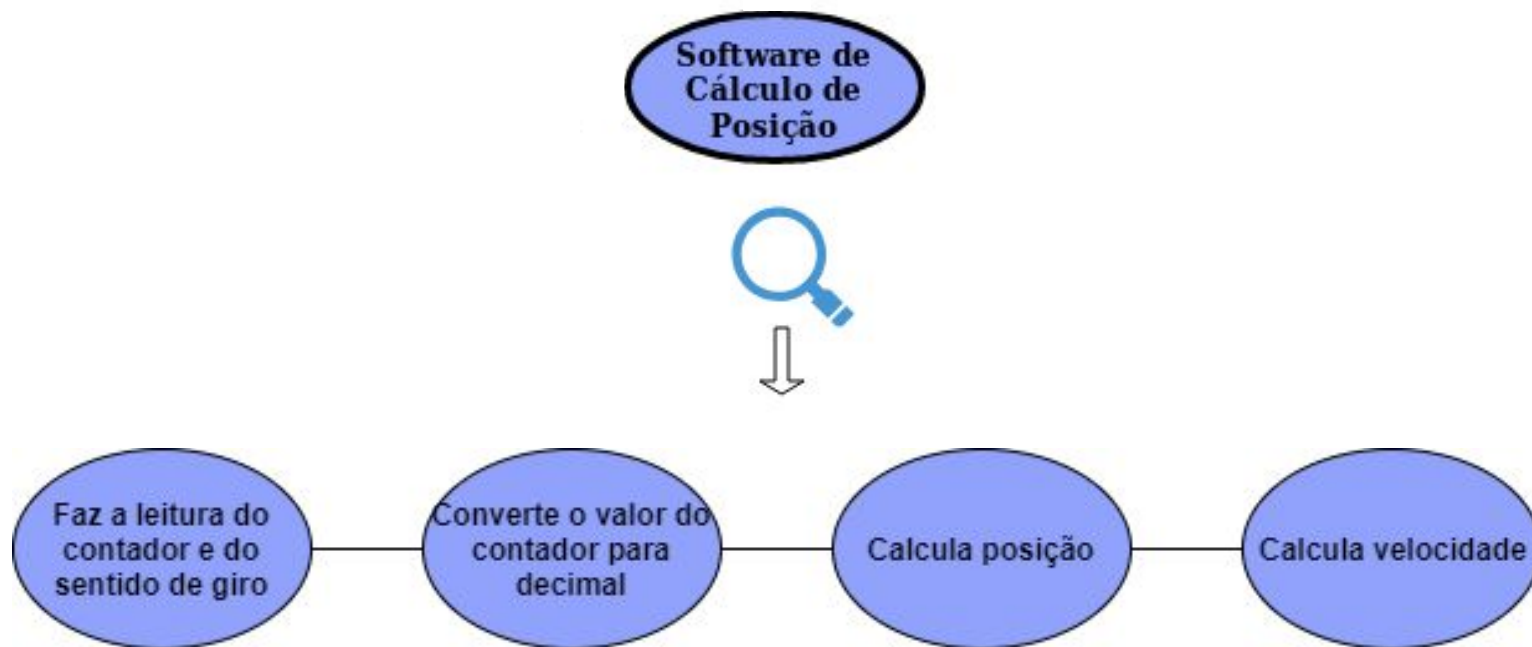 Software de
Cálculo de
Posição
Faz a leitura do
contador e do
sentido de giro
Converte o valor do
contador para
decimal
Calcula posição
Calcula velocidade